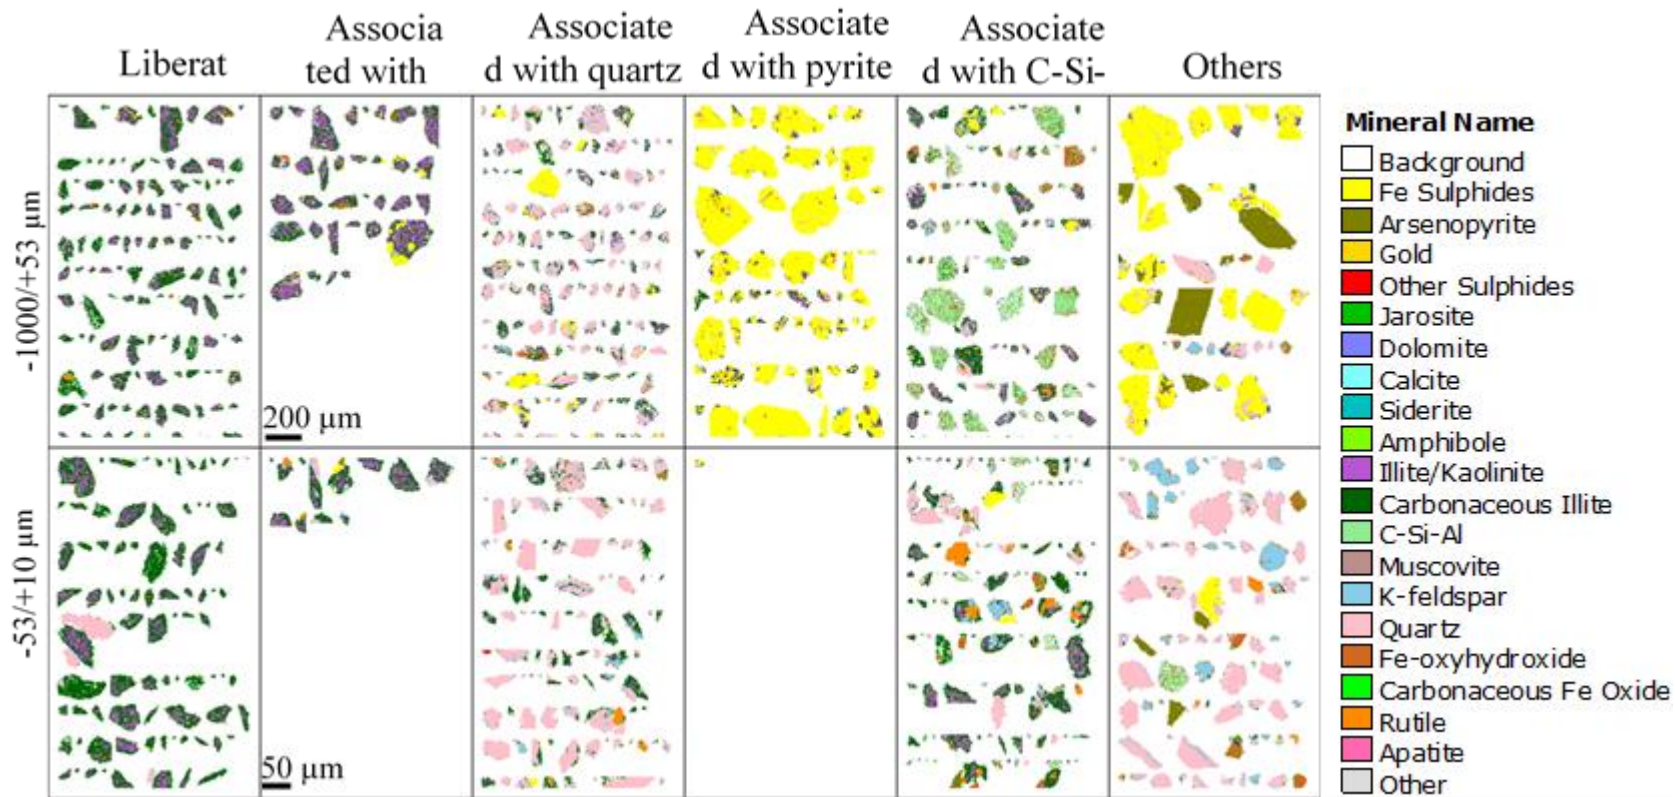 Liberat
Associa
ted with
Associate
d with quartz
Associate
d with pyrite
Associate
d with C-Si-
Others
-1000/+53 µm
200 µm
-53/+10 µm
50 µm
Mineral Name
Background
Fe Sulphides
Arsenopyrite
Gold
Other Sulphides
Jarosite
Dolomite
Calcite
Siderite
Amphibole
Illite/Kaolinite
Carbonaceous Illite
C-Si-Al
Muscovite
K-feldspar
Quartz
Fe-oxyhydroxide
Carbonaceous Fe Oxide
Rutile
Apatite
Other